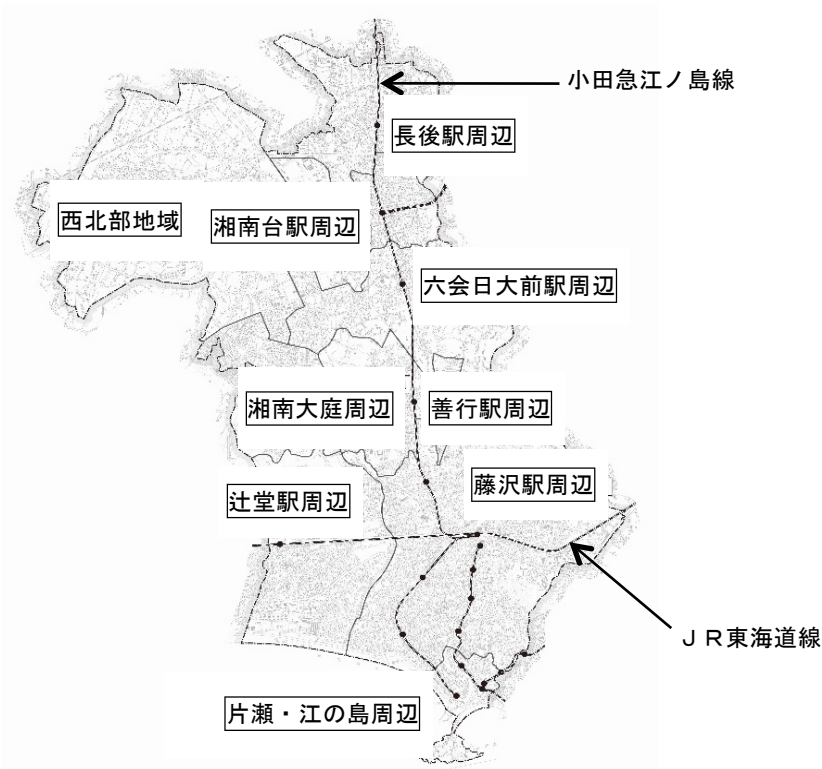 小田急江ノ島線
長後駅周辺
西北部地域
湘南台駅周辺
六会日大前駅周辺
湘南大庭周辺
善行駅周辺
藤沢駅周辺
辻堂駅周辺
ＪＲ東海道線
片瀬・江の島周辺